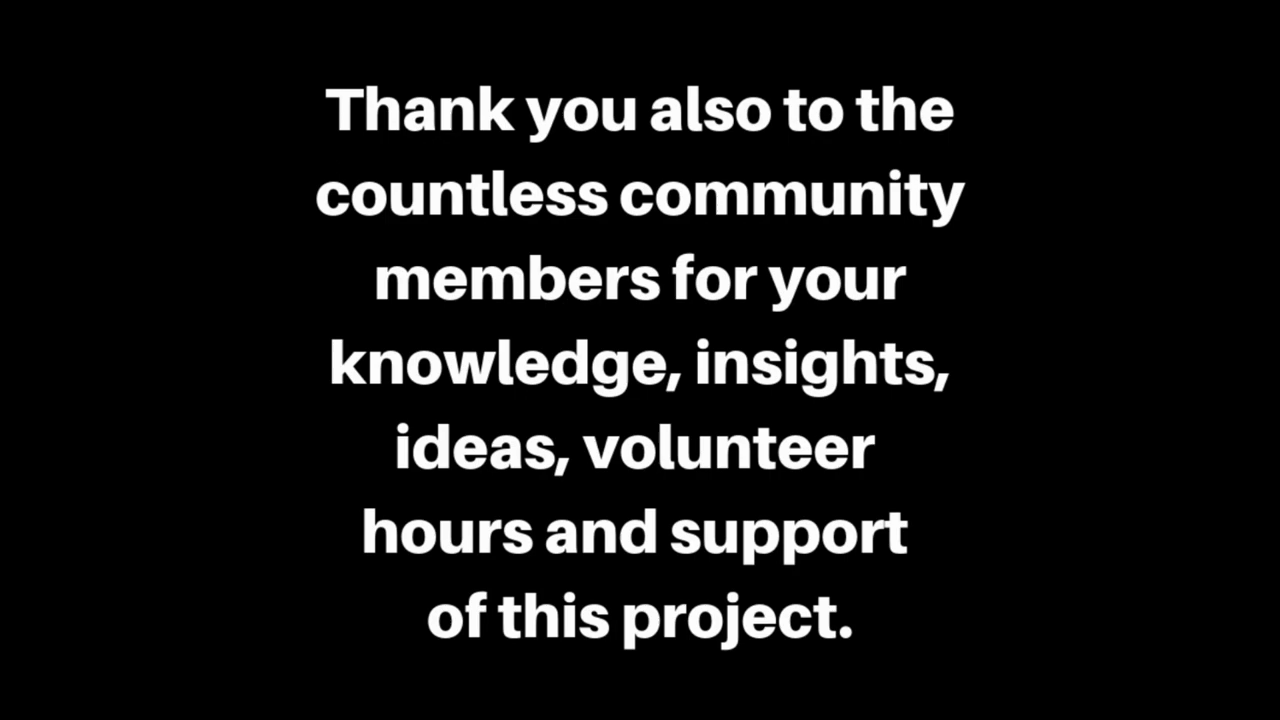 Thank you also to the
countless community
members for your
knowledge, insights,
ideas, volunteer
hours and support
of this project.